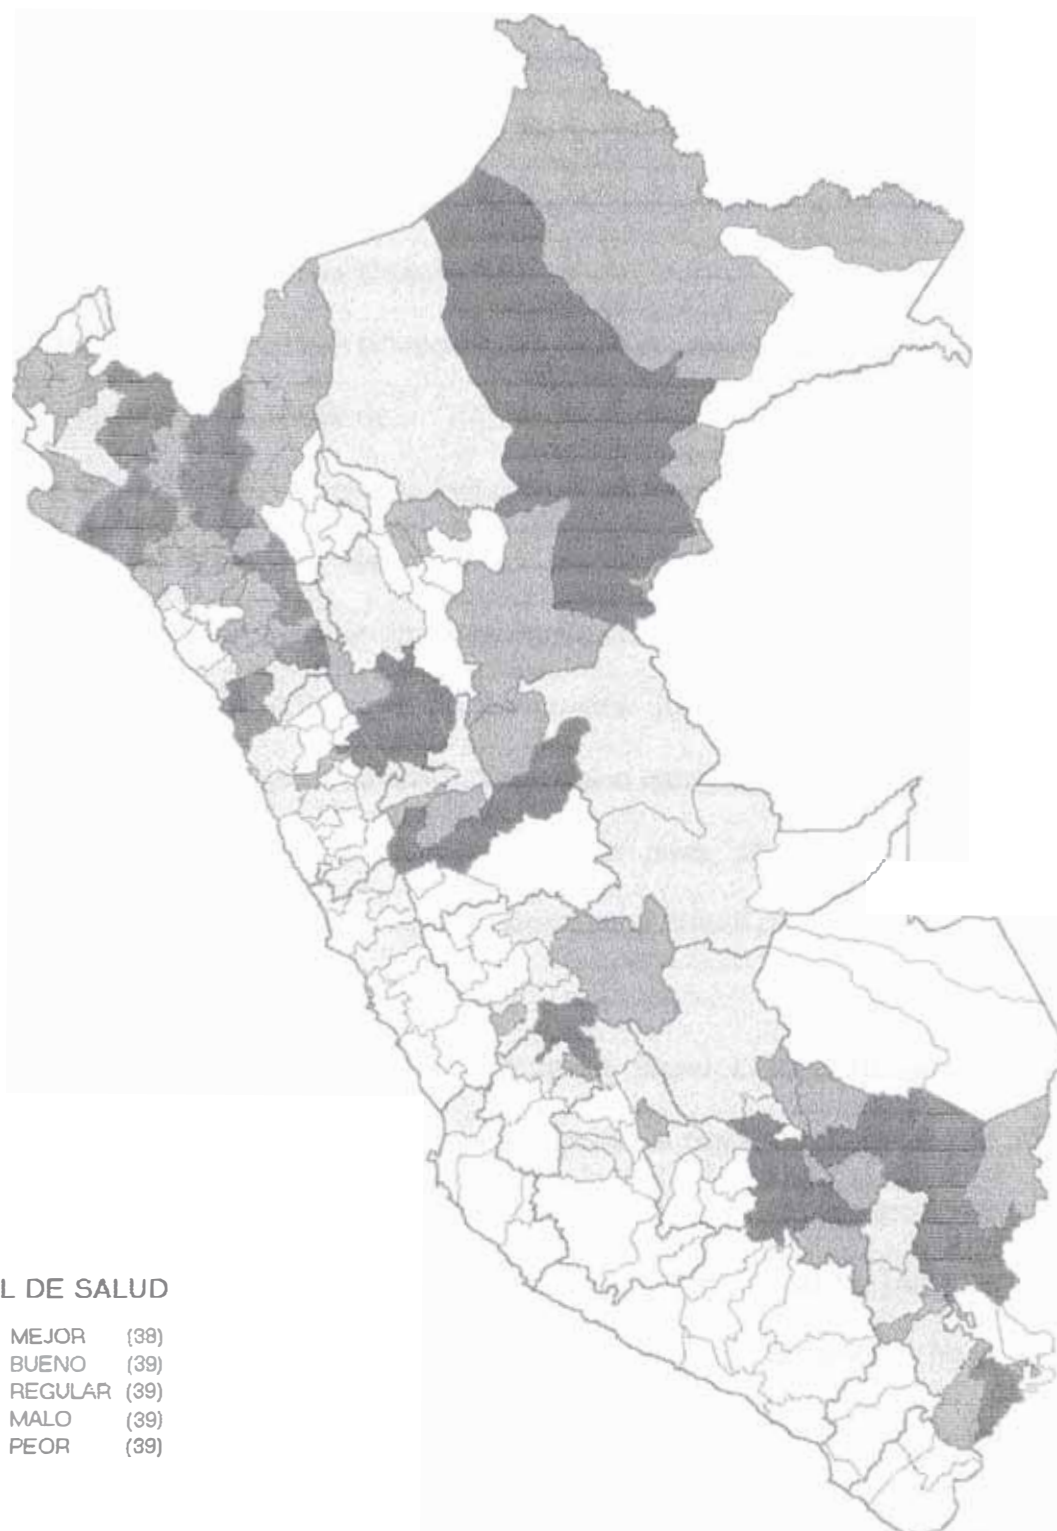 L DE SALUD
MEJOR (38)
BUENO (39)
REGULAR (39)
MALO (39)
PEOR (39)